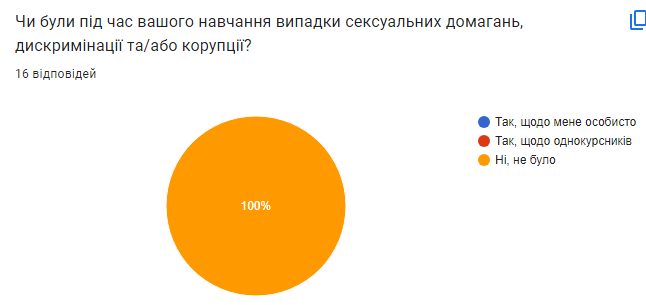 Чи були під час вашого навчання випадки сексуальних домагань,
дискримінації та/або корупції?
16 відповідей
Так, щодо мене особисто
Так, щодо однокурсників
Ні, не було
100%